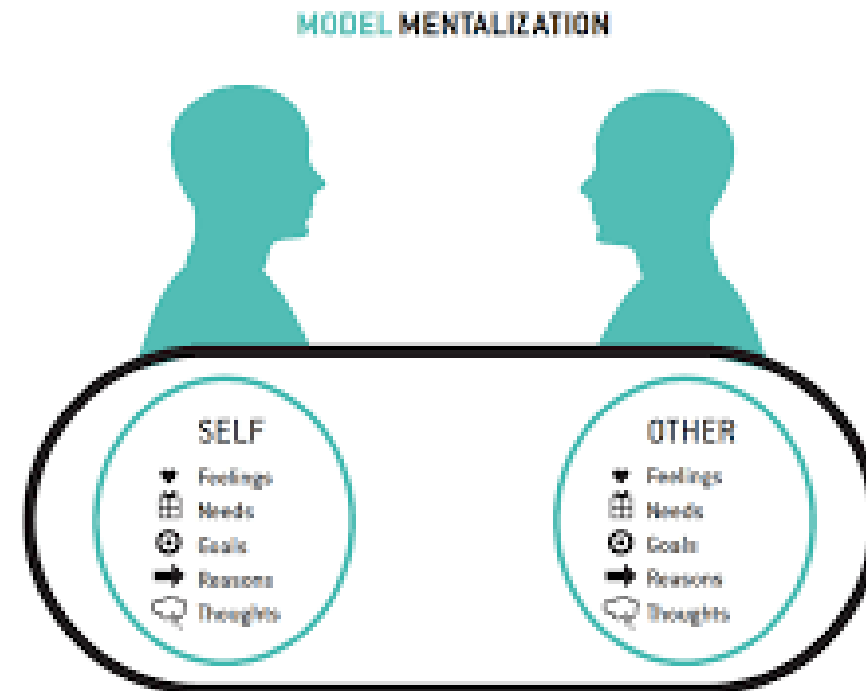 MODEL MENTALIZATION
SELF
Feelings
Needs
Goals
Reasons
Thoughts
OTHER
Feelings
Needs
Goals
Reasons
Thoughts